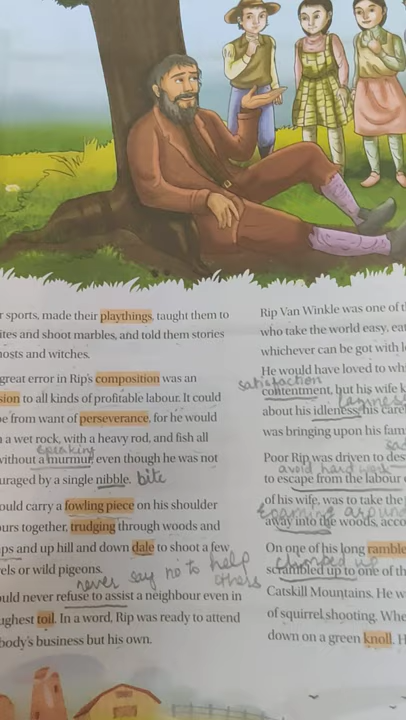 r sports, made their playthings, taught them to
ites and shoot marbles, and told them stories
hosts and witches.
great error in Rip's composition was an
sion to all kinds of profitable labour. It could
be from want of perseverance, for he would
n a wet rock, with a heavy rod, and fish all
speaking
without a murmur, even though he was not
uraged by a single nibble. bite
ould carry a fowling piece on his shoulder
ours together, trudging through woods and
ps and up hill and down dale to shoot a few
rels or wild pigeons.
never say no to help
others
ould never refuse to assist a neighbour even in
ughest toil. In a word, Rip was ready to attend
body's business but his own.
Rip Van Winkle was one of t
who take the world easy, eat
whichever can be got with le
He would have loved to whi
satisfaction
contentment, but his wife k
laziness
about his idleness, his care
was bringing upon his fam
Poor Rip was driven to des
avoid hard work
to escape from the labour
of his wife, was to take the
roaming around
away into the woods, acco
On one of his long ramble
climbed up
scrambled up to one of th
Catskill Mountains. He w
of squirrel shooting. Whe
down on a green knoll. H